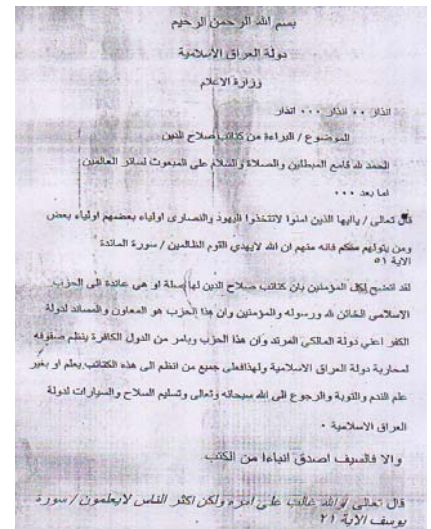 بسم الله الرحمن الرحيم
دولة العراق الاسلامية
وزارة الاعلام
انذار ٠٠ انذار ٠٠٠ انذار
الموضوع / البراءة من كتائب صلاح الدين
الحمد لله قامع المبطلين والصلاة والسلام على المبعوث لسائر العالمين
اما بعد ٠٠٠
قال تعالى / ياايها الذين امنوا لاتتخذوا اليهود والنصارى اولياء بعضهم اولياء بعض
ومن يتولهم منكم فانه منهم ان الله لايهدي القوم الظالمين / سورة المائدة
الاية ٥١
لقد اتضح لكل المؤمنين بان كتائب صلاح الدين لها صلة او هي عائدة الى الحزب
الاسلامي الخائن لله ورسوله والمؤمنين وان هذا الحزب هو المعاون والمساند لدولة
الكفر اعني دولة المالكي المرتد وان هذا الحزب وبامر من الدول الكافرة ينظم صفوفه
لمحاربة دولة العراق الاسلامية ولهذا فعلى جميع من انظم الى هذه الكتائب بعلم او بغير
علم الندم والتوبة والرجوع الى الله سبحانه وتعالى وتسليم السلاح والسيارات لدولة
العراق الاسلامية ٠
والا فالسيف اصدق انباءا من الكتب
قال تعالى / والله غالب على امره ولكن اكثر الناس لايعلمون / سورة
يوسف الاية ٢١